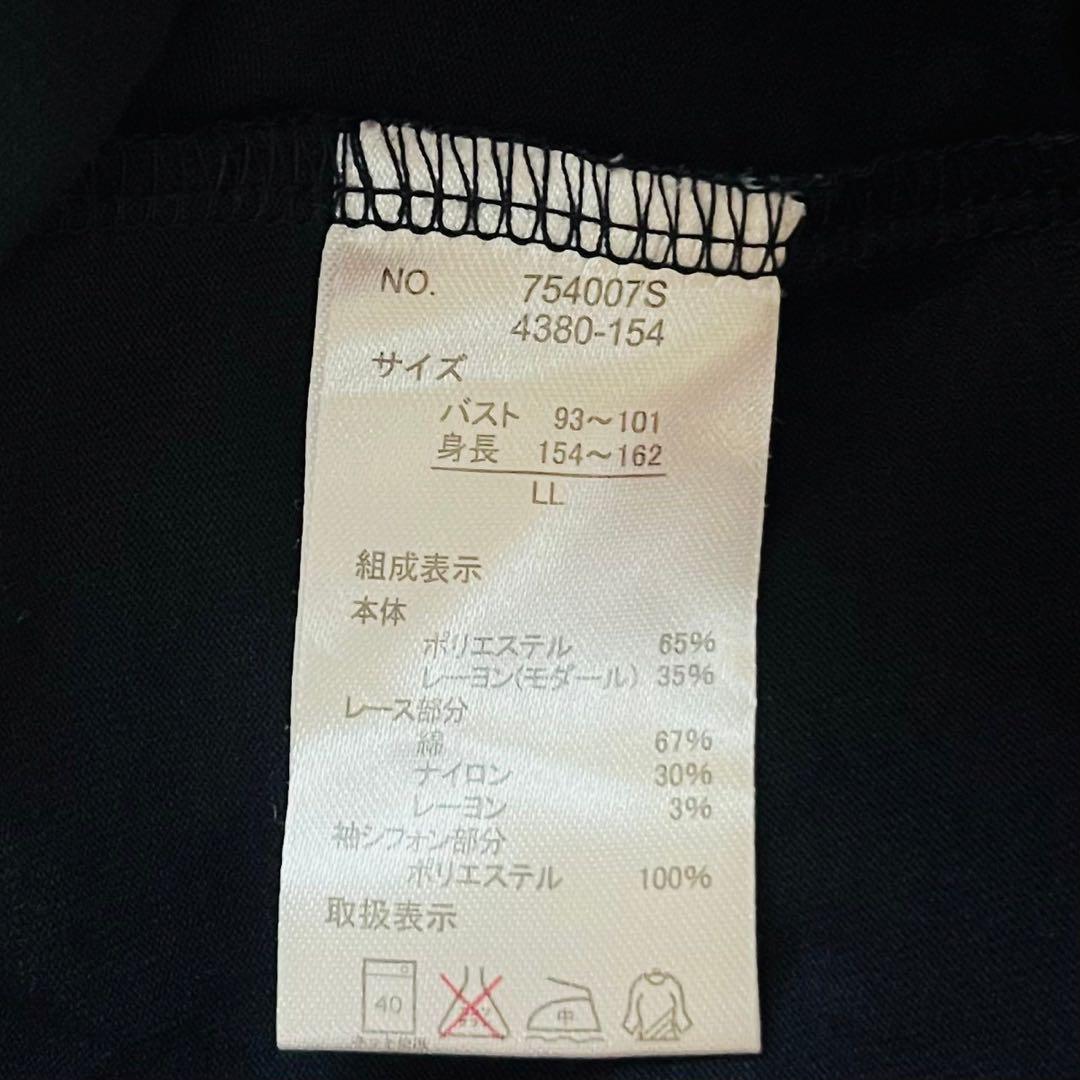 NO. 754007S
4380-154
サイズ
バスト 93〜101
身長 154〜162
LL
組成表示
本体
ポリエステル 65%
レーヨン(モダール) 35%
レース部分
綿 67%
ナイロン 30%
レーヨン 3%
袖シフォン部分
ポリエステル 100%
取扱表示
40 中